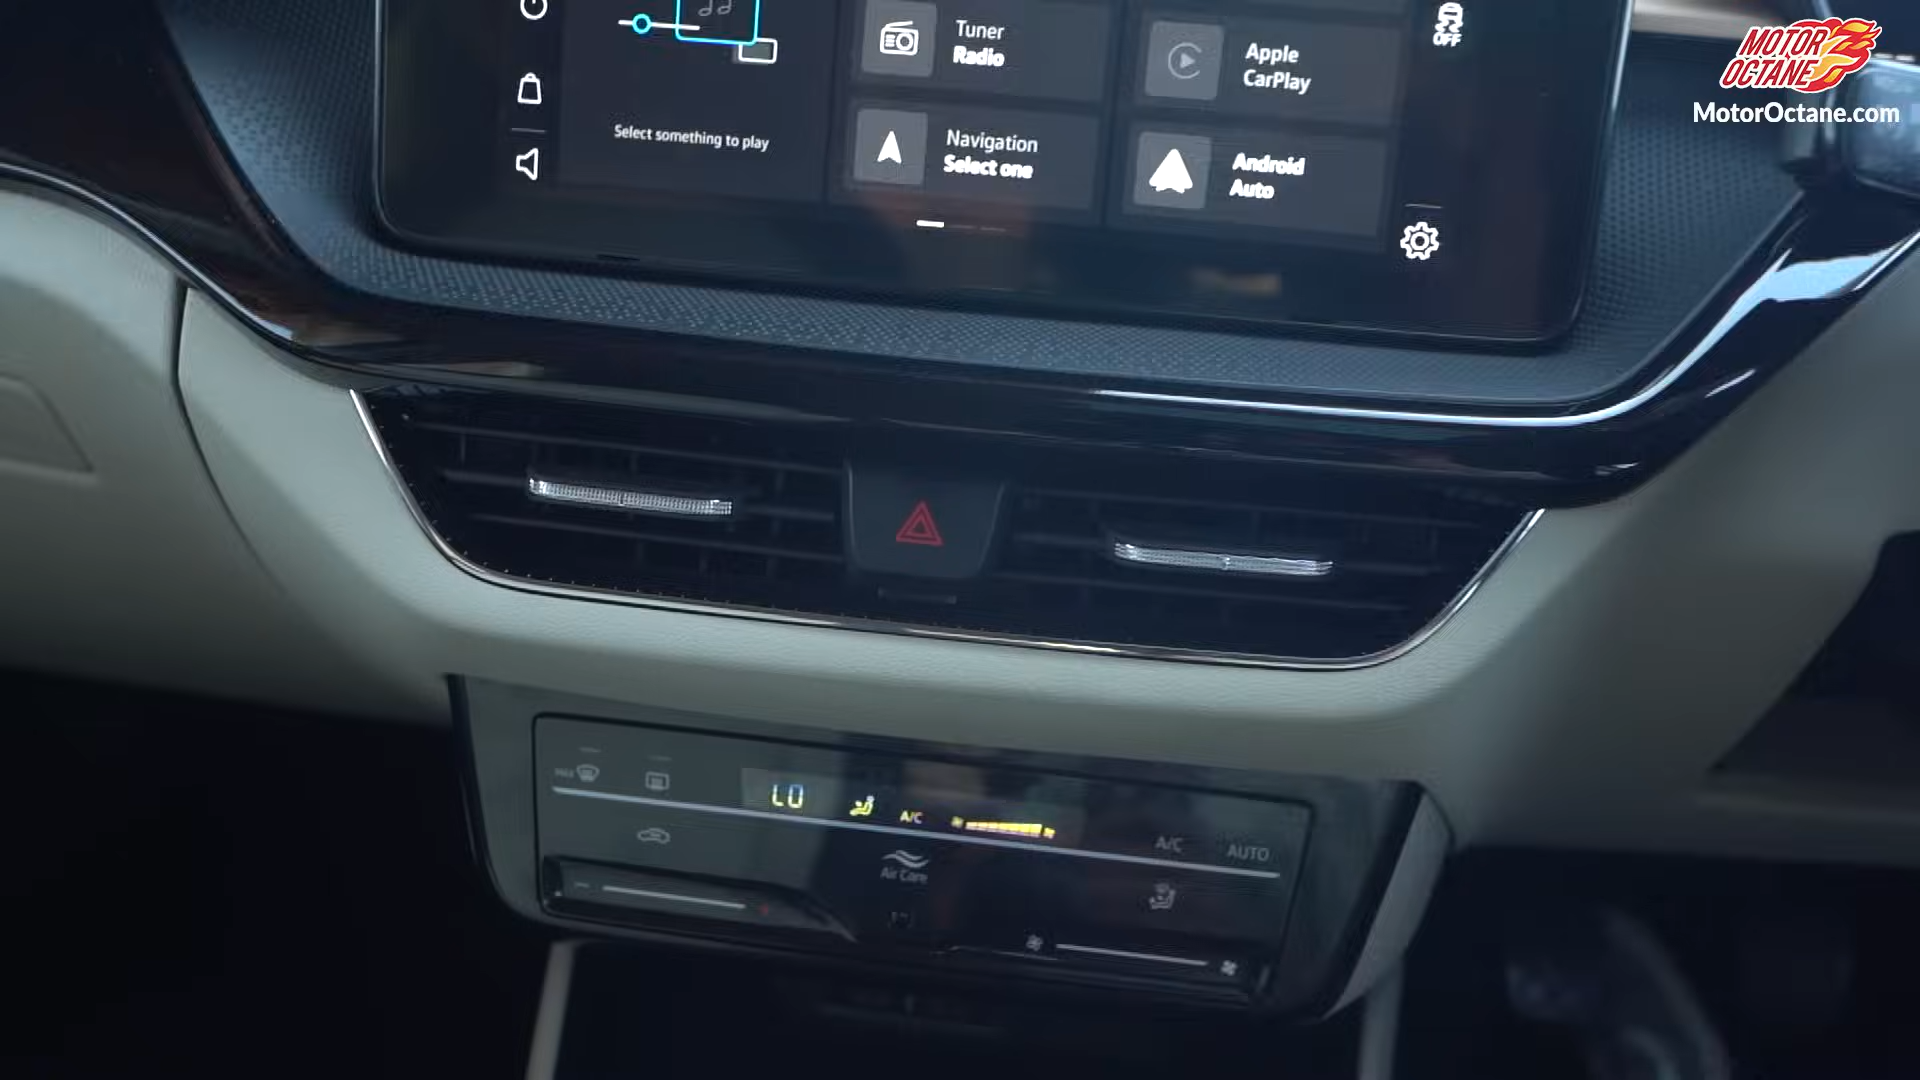 Tuner
Radio
Apple
CarPlay
OFF
MOTOR
OCTANE
MotorOctane.com
Select something to play
Navigation
Select one
Android
Auto
LO
A/C
A/C
AUTO
Air Care